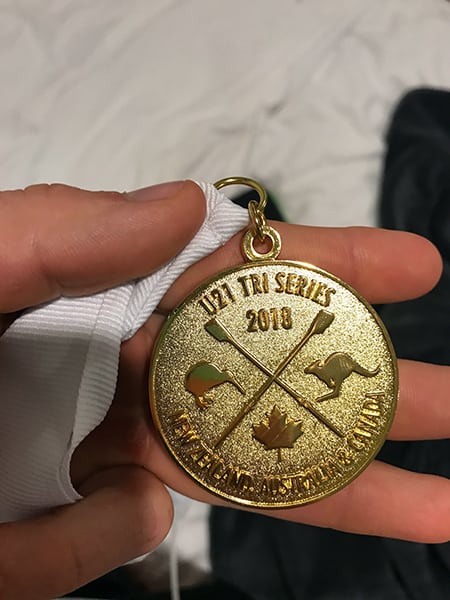 U21 TRI SERIES
2018
NEW ZEALAND, AUSTRALIA & CANADA